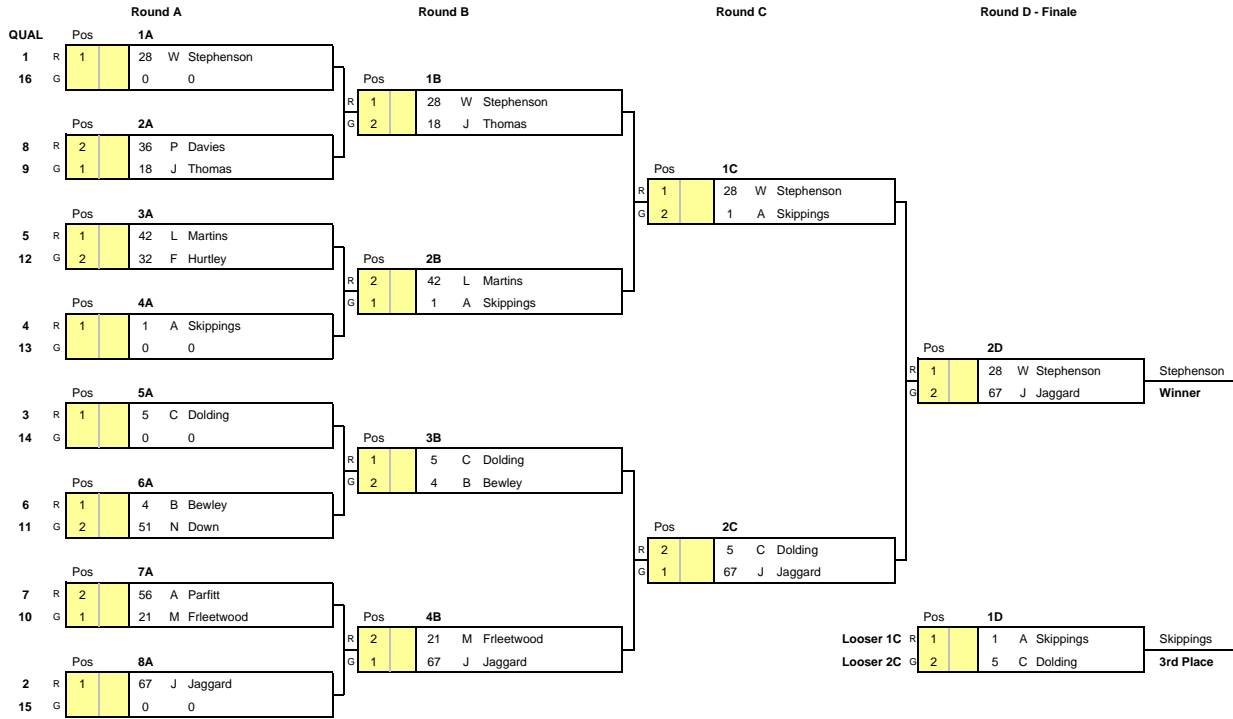 Round A Round B Round C Round D - Finale
QUAL Pos 1A
1 R 1 28 W Stephenson
16 G 0 0
Pos 1B
R 1 28 W Stephenson
G 2 18 J Thomas
Pos 2A
8 R 2 36 P Davies
9 G 1 18 J Thomas
Pos 1C
R 1 28 W Stephenson
G 2 1 A Skippings
Pos 3A
5 R 1 42 L Martins
12 G 2 32 F Hurtley
Pos 2B
R 2 42 L Martins
G 1 1 A Skippings
Pos 4A
4 R 1 1 A Skippings
13 G 0 0
Pos 2D
R 1 28 W Stephenson Stephenson
G 2 67 J Jaggard Winner
Pos 5A
3 R 1 5 C Dolding
14 G 0 0
Pos 3B
R 1 5 C Dolding
G 2 4 B Bewley
Pos 6A
6 R 1 4 B Bewley
11 G 2 51 N Down
Pos 2C
R 2 5 C Dolding
G 1 67 J Jaggard
Pos 7A
7 R 2 56 A Parfitt
10 G 1 21 M Frleetwood
Pos 4B
R 2 21 M Frleetwood
G 1 67 J Jaggard
Pos 1D
Looser 1C R 1 1 A Skippings Skippings
Looser 2C G 2 5 C Dolding 3rd Place
Pos 8A
2 R 1 67 J Jaggard
15 G 0 0